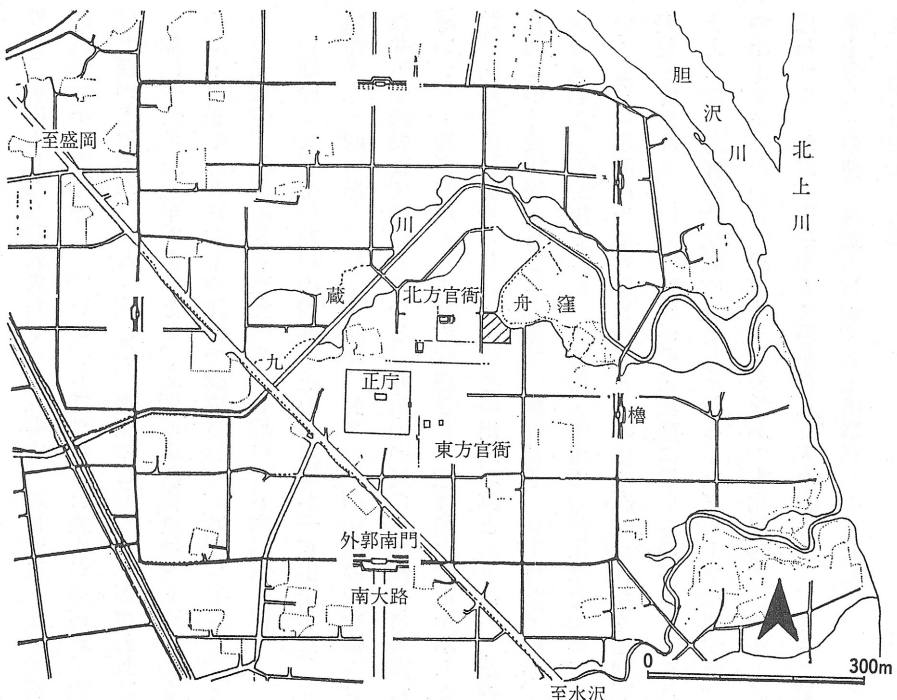 胆沢川
北上川
至盛岡
九蔵川
北方官衙
舟窪
正庁
櫓
東方官衙
外郭南門
南大路
0 300m
至水沢